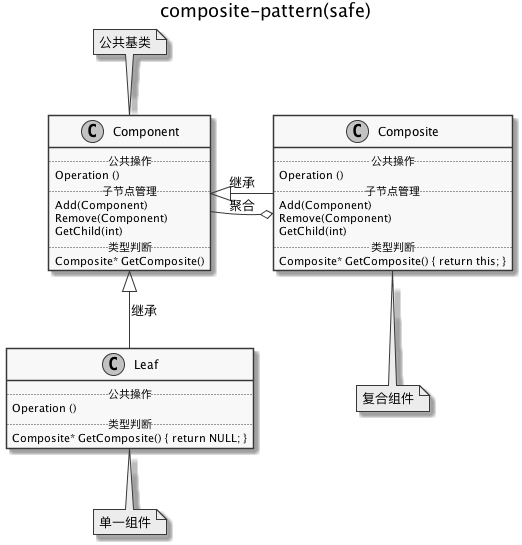 composite-pattern(safe)
公共基类
C Component
公共操作
Operation ()
子节点管理
Add(Component)
Remove(Component)
GetChild(int)
类型判断
Composite* GetComposite()
继承
聚合
C Composite
公共操作
Operation ()
子节点管理
Add(Component)
Remove(Component)
GetChild(int)
类型判断
Composite* GetComposite() { return this; }
继承
C Leaf
公共操作
Operation ()
类型判断
Composite* GetComposite() { return NULL; }
复合组件
单一组件